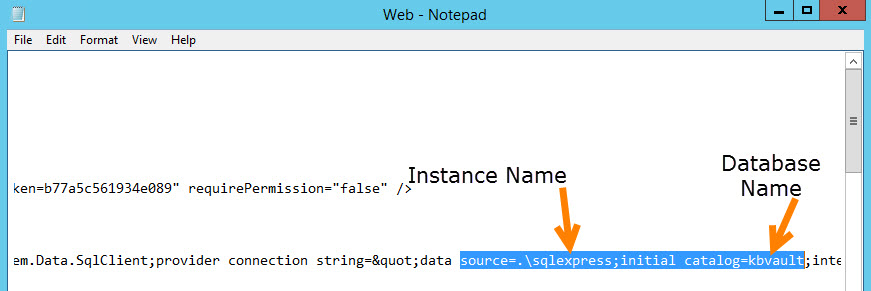 Web - Notepad
File Edit Format View Help
Instance Name
Database
Name
ken=b77a5c561934e089" requirePermission="false" />
em.Data.SqlClient;provider connection string=&quot;data source=.\sqlexpress;initial catalog=kbvault;inte